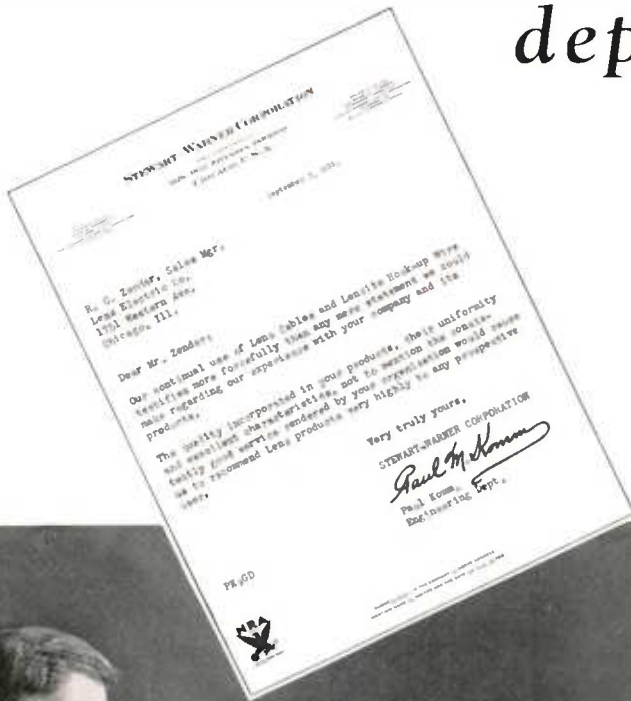 dep
STEWART WARNER CORPORATION
R. G. Zender, Sales Mgr.
Lenz Electric Co.
1751 Western Ave.
Chicago, Ill.
Dear Mr. Zender:
Our continual use of Lenz Cables and Lenzite Hook-up Wire
testifies more forcefully than any mere statement we could
make regarding our experience with your company and its
products.
The quality incorporated in your products, their uniformity
and excellent characteristics, not to mention the consis-
tently good service rendered by your organization would cause
us to recommend Lenz products very highly to any prospective
user.
Very truly yours,
STEWART-WARNER CORPORATION
Paul M. Komm
Paul Komm,
Engineering Dept.
PK:GD
NRA